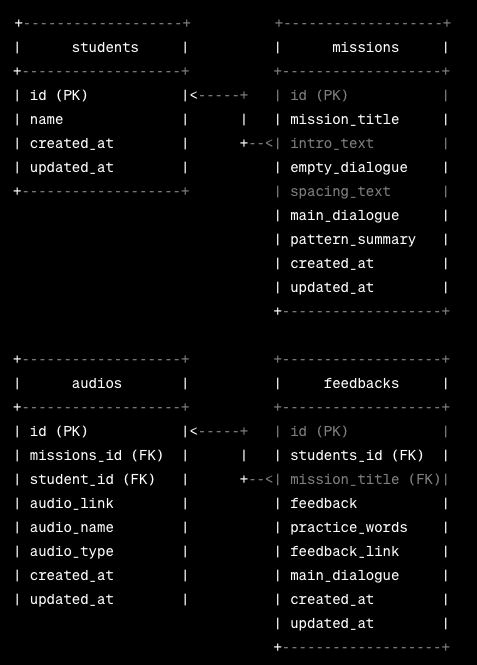 +-------------------+          +-------------------+
|      students     |          |      missions     |
+-------------------+          +-------------------+
| id (PK)           |<-----+   | id (PK)           |
| name              |      |   | mission_title     |
| created_at        |      +--<| intro_text        |
| updated_at        |          | empty_dialogue    |
+-------------------+          | spacing_text      |
                               | main_dialogue     |
                               | pattern_summary   |
                               | created_at        |
                               | updated_at        |
                               +-------------------+
+-------------------+          +-------------------+
|      audios       |          |     feedbacks     |
+-------------------+          +-------------------+
| id (PK)           |<-----+   | id (PK)           |
| missions_id (FK)  |      |   | students_id (FK)  |
| student_id (FK)   |      +--<| mission_title (FK)|
| audio_link        |          | feedback          |
| audio_name        |          | practice_words    |
| audio_type        |          | feedback_link     |
| created_at        |          | main_dialogue     |
| updated_at        |          | created_at        |
                               | updated_at        |
                               +-------------------+